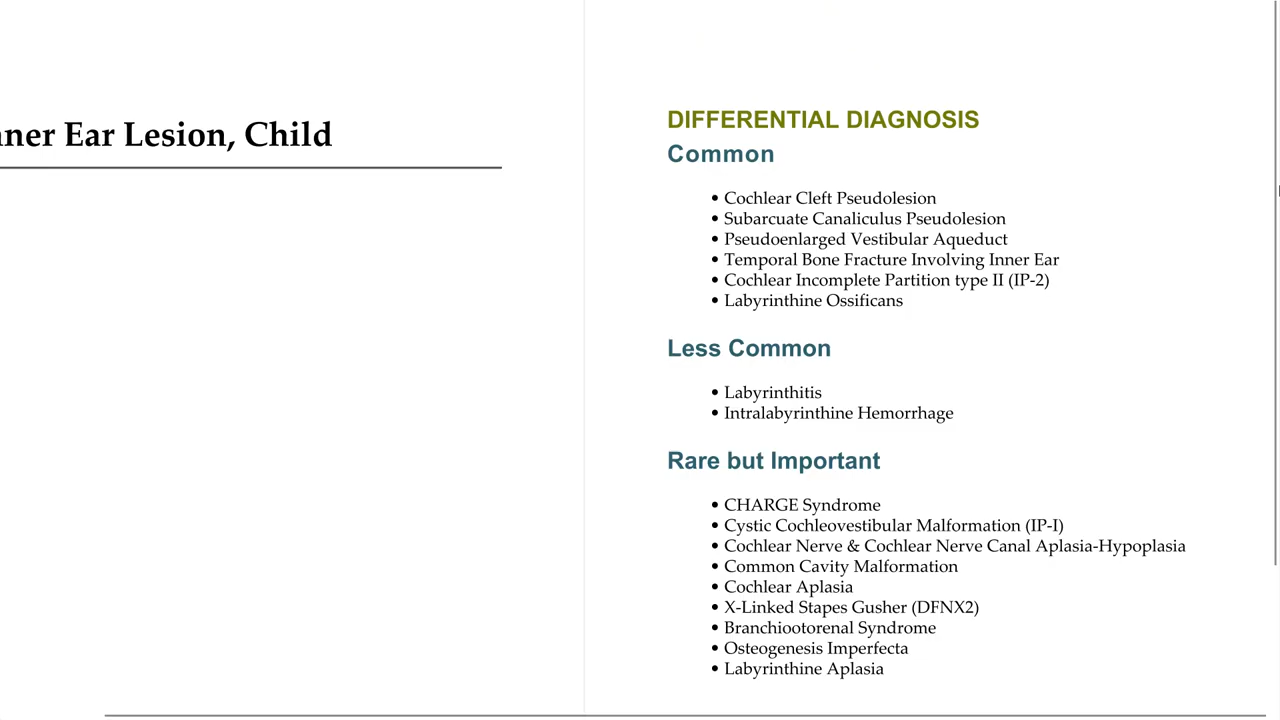 Ear Lesion, Child
DIFFERENTIAL DIAGNOSIS
Common
• Cochlear Cleft Pseudolesion
• Subarcuate Canaliculus Pseudolesion
• Pseudoenlarged Vestibular Aqueduct
• Temporal Bone Fracture Involving Inner Ear
• Cochlear Incomplete Partition type II (IP-2)
• Labyrinthine Ossificans
Less Common
• Labyrinthitis
• Intralabyrinthine Hemorrhage
Rare but Important
• CHARGE Syndrome
• Cystic Cochleovestibular Malformation (IP-I)
• Cochlear Nerve & Cochlear Nerve Canal Aplasia-Hypoplasia
• Common Cavity Malformation
• Cochlear Aplasia
• X-Linked Stapes Gusher (DFNX2)
• Branchiootorenal Syndrome
• Osteogenesis Imperfecta
• Labyrinthine Aplasia